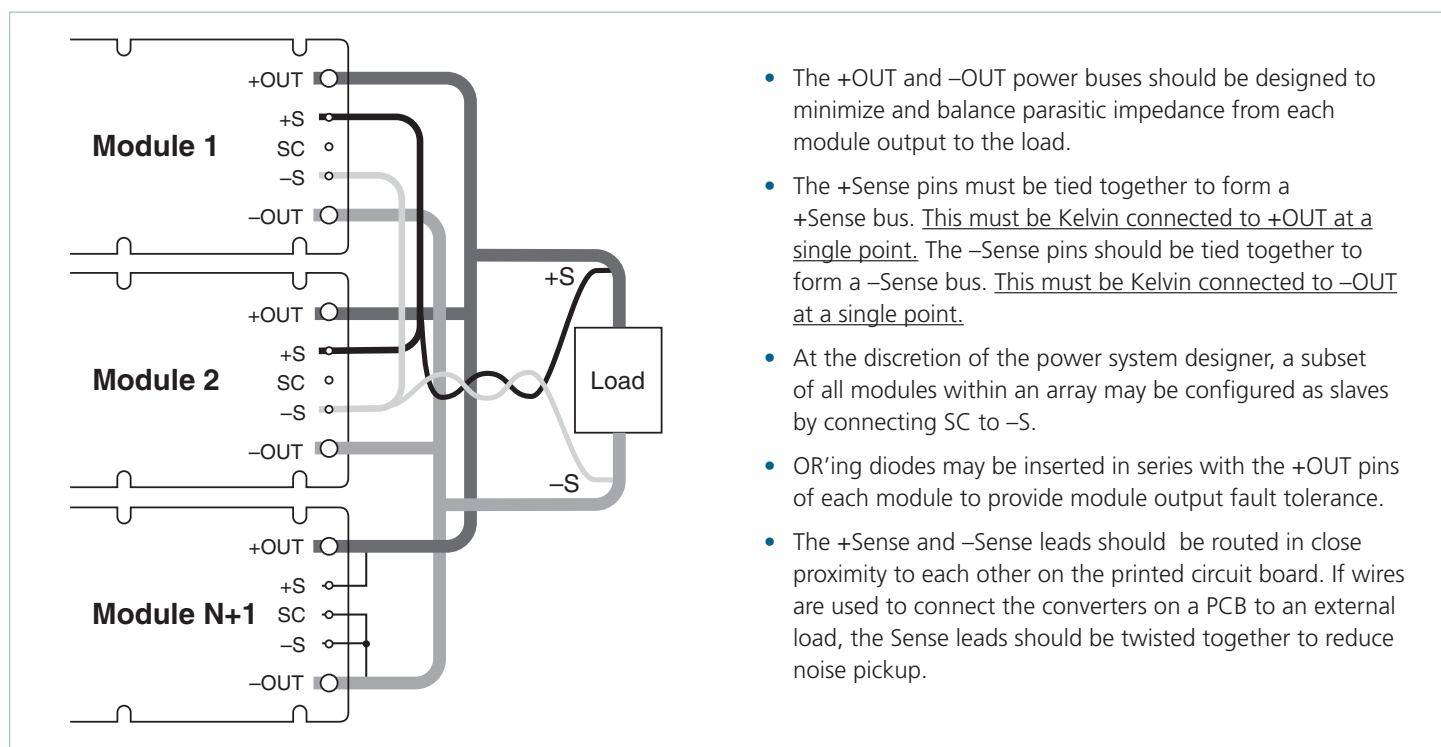 +OUT
+S
Module 1
SC
–S
–OUT
+OUT
+S
Module 2
SC
–S
–OUT
+OUT
+S
Module N+1
SC
–S
–OUT
+S
Load
–S
• The +OUT and –OUT power buses should be designed to
minimize and balance parasitic impedance from each
module output to the load.
• The +Sense pins must be tied together to form a
+Sense bus. This must be Kelvin connected to +OUT at a
single point. The –Sense pins should be tied together to
form a –Sense bus. This must be Kelvin connected to –OUT
at a single point.
• At the discretion of the power system designer, a subset
of all modules within an array may be configured as slaves
by connecting SC to –S.
• OR’ing diodes may be inserted in series with the +OUT pins
of each module to provide module output fault tolerance.
• The +Sense and –Sense leads should be routed in close
proximity to each other on the printed circuit board. If wires
are used to connect the converters on a PCB to an external
load, the Sense leads should be twisted together to reduce
noise pickup.